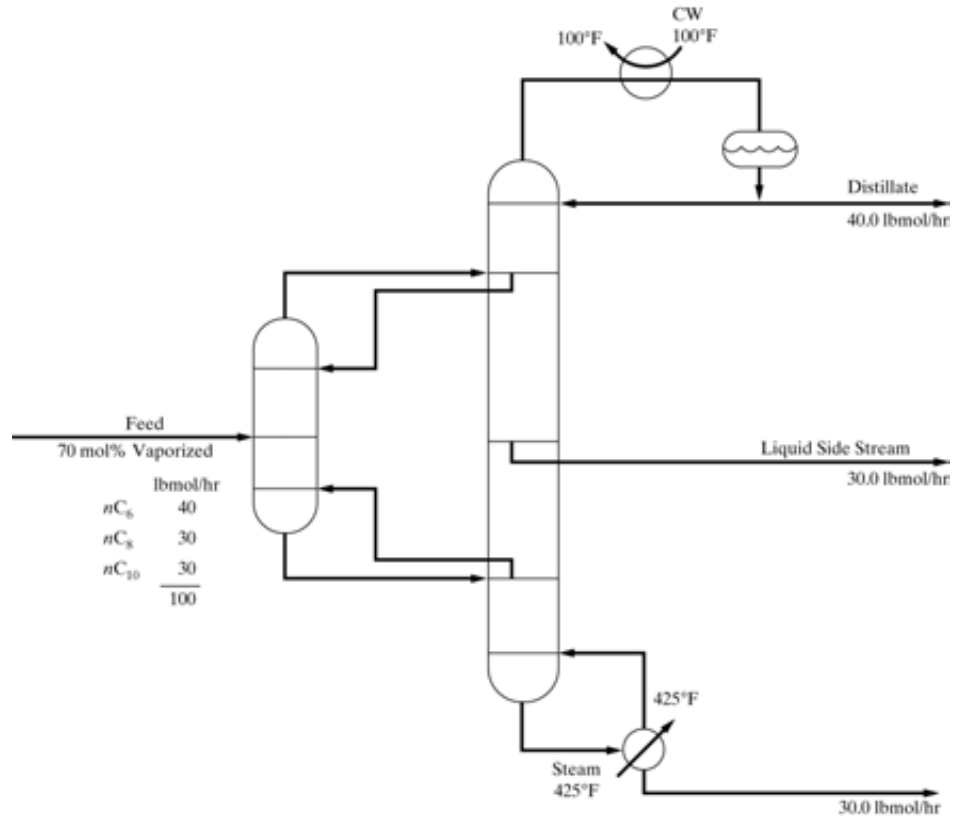 CW
100°F
100°F
Distillate
40.0 lbmol/hr
Feed
70 mol% Vaporized
lbmol/hr
nC₆ 40
nC₈ 30
nC₁₀ 30
100
Liquid Side Stream
30.0 lbmol/hr
425°F
Steam
425°F
30.0 lbmol/hr